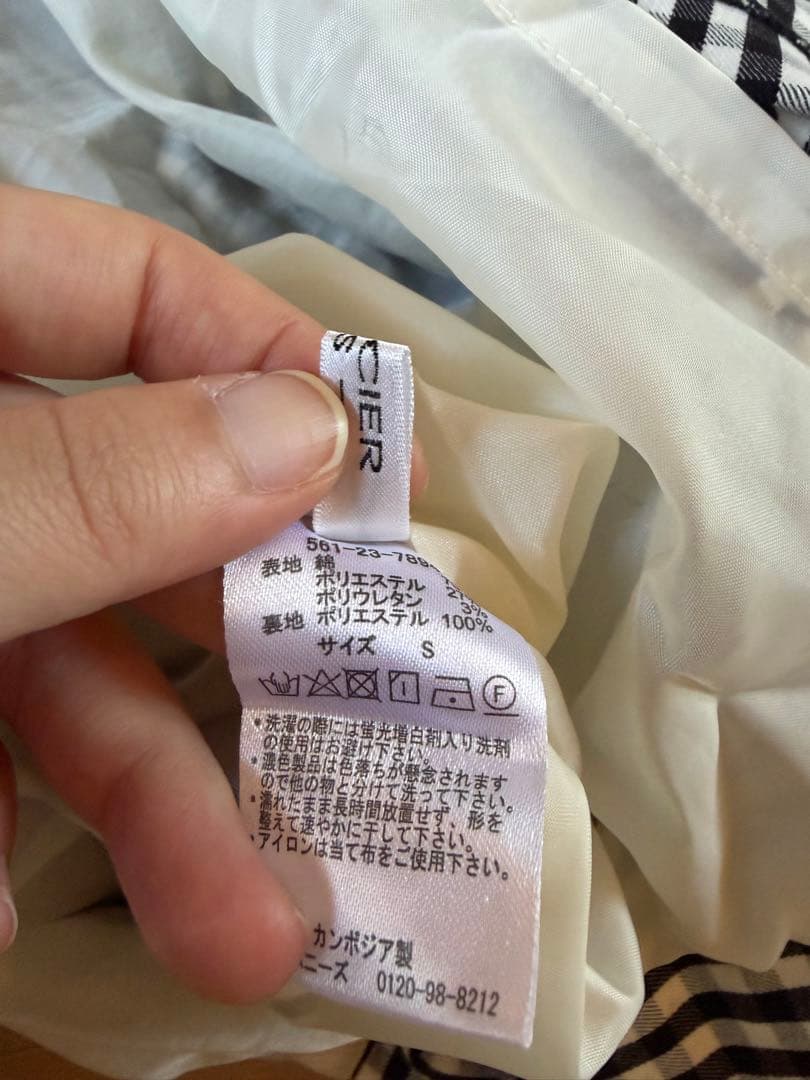 CIER
S
561-23-789
表地 綿
ポリエステル
ポリウレタン 3%
裏地 ポリエステル 100%
サイズ S
F
・洗濯の際には蛍光増白剤入り洗剤
の使用はお避け下さい。
・濃色製品は色落ちが懸念されます
ので他の物と分けて洗って下さい。
・濡れたまま長時間放置せず、形を
整えて速やかに干して下さい。
・アイロンは当て布をご使用下さい。
カンボジア製
ニーズ 0120-98-8212